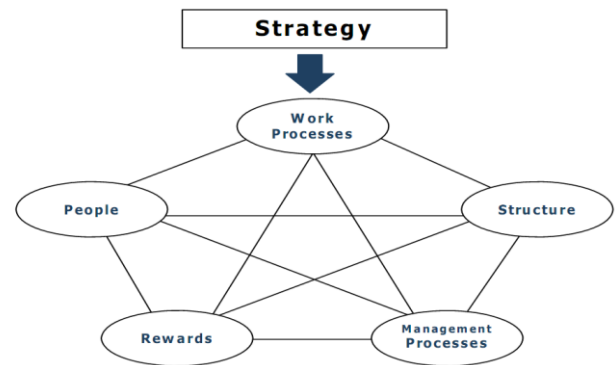 Strategy
Work
Processes
People
Structure
Rewards
Management
Processes